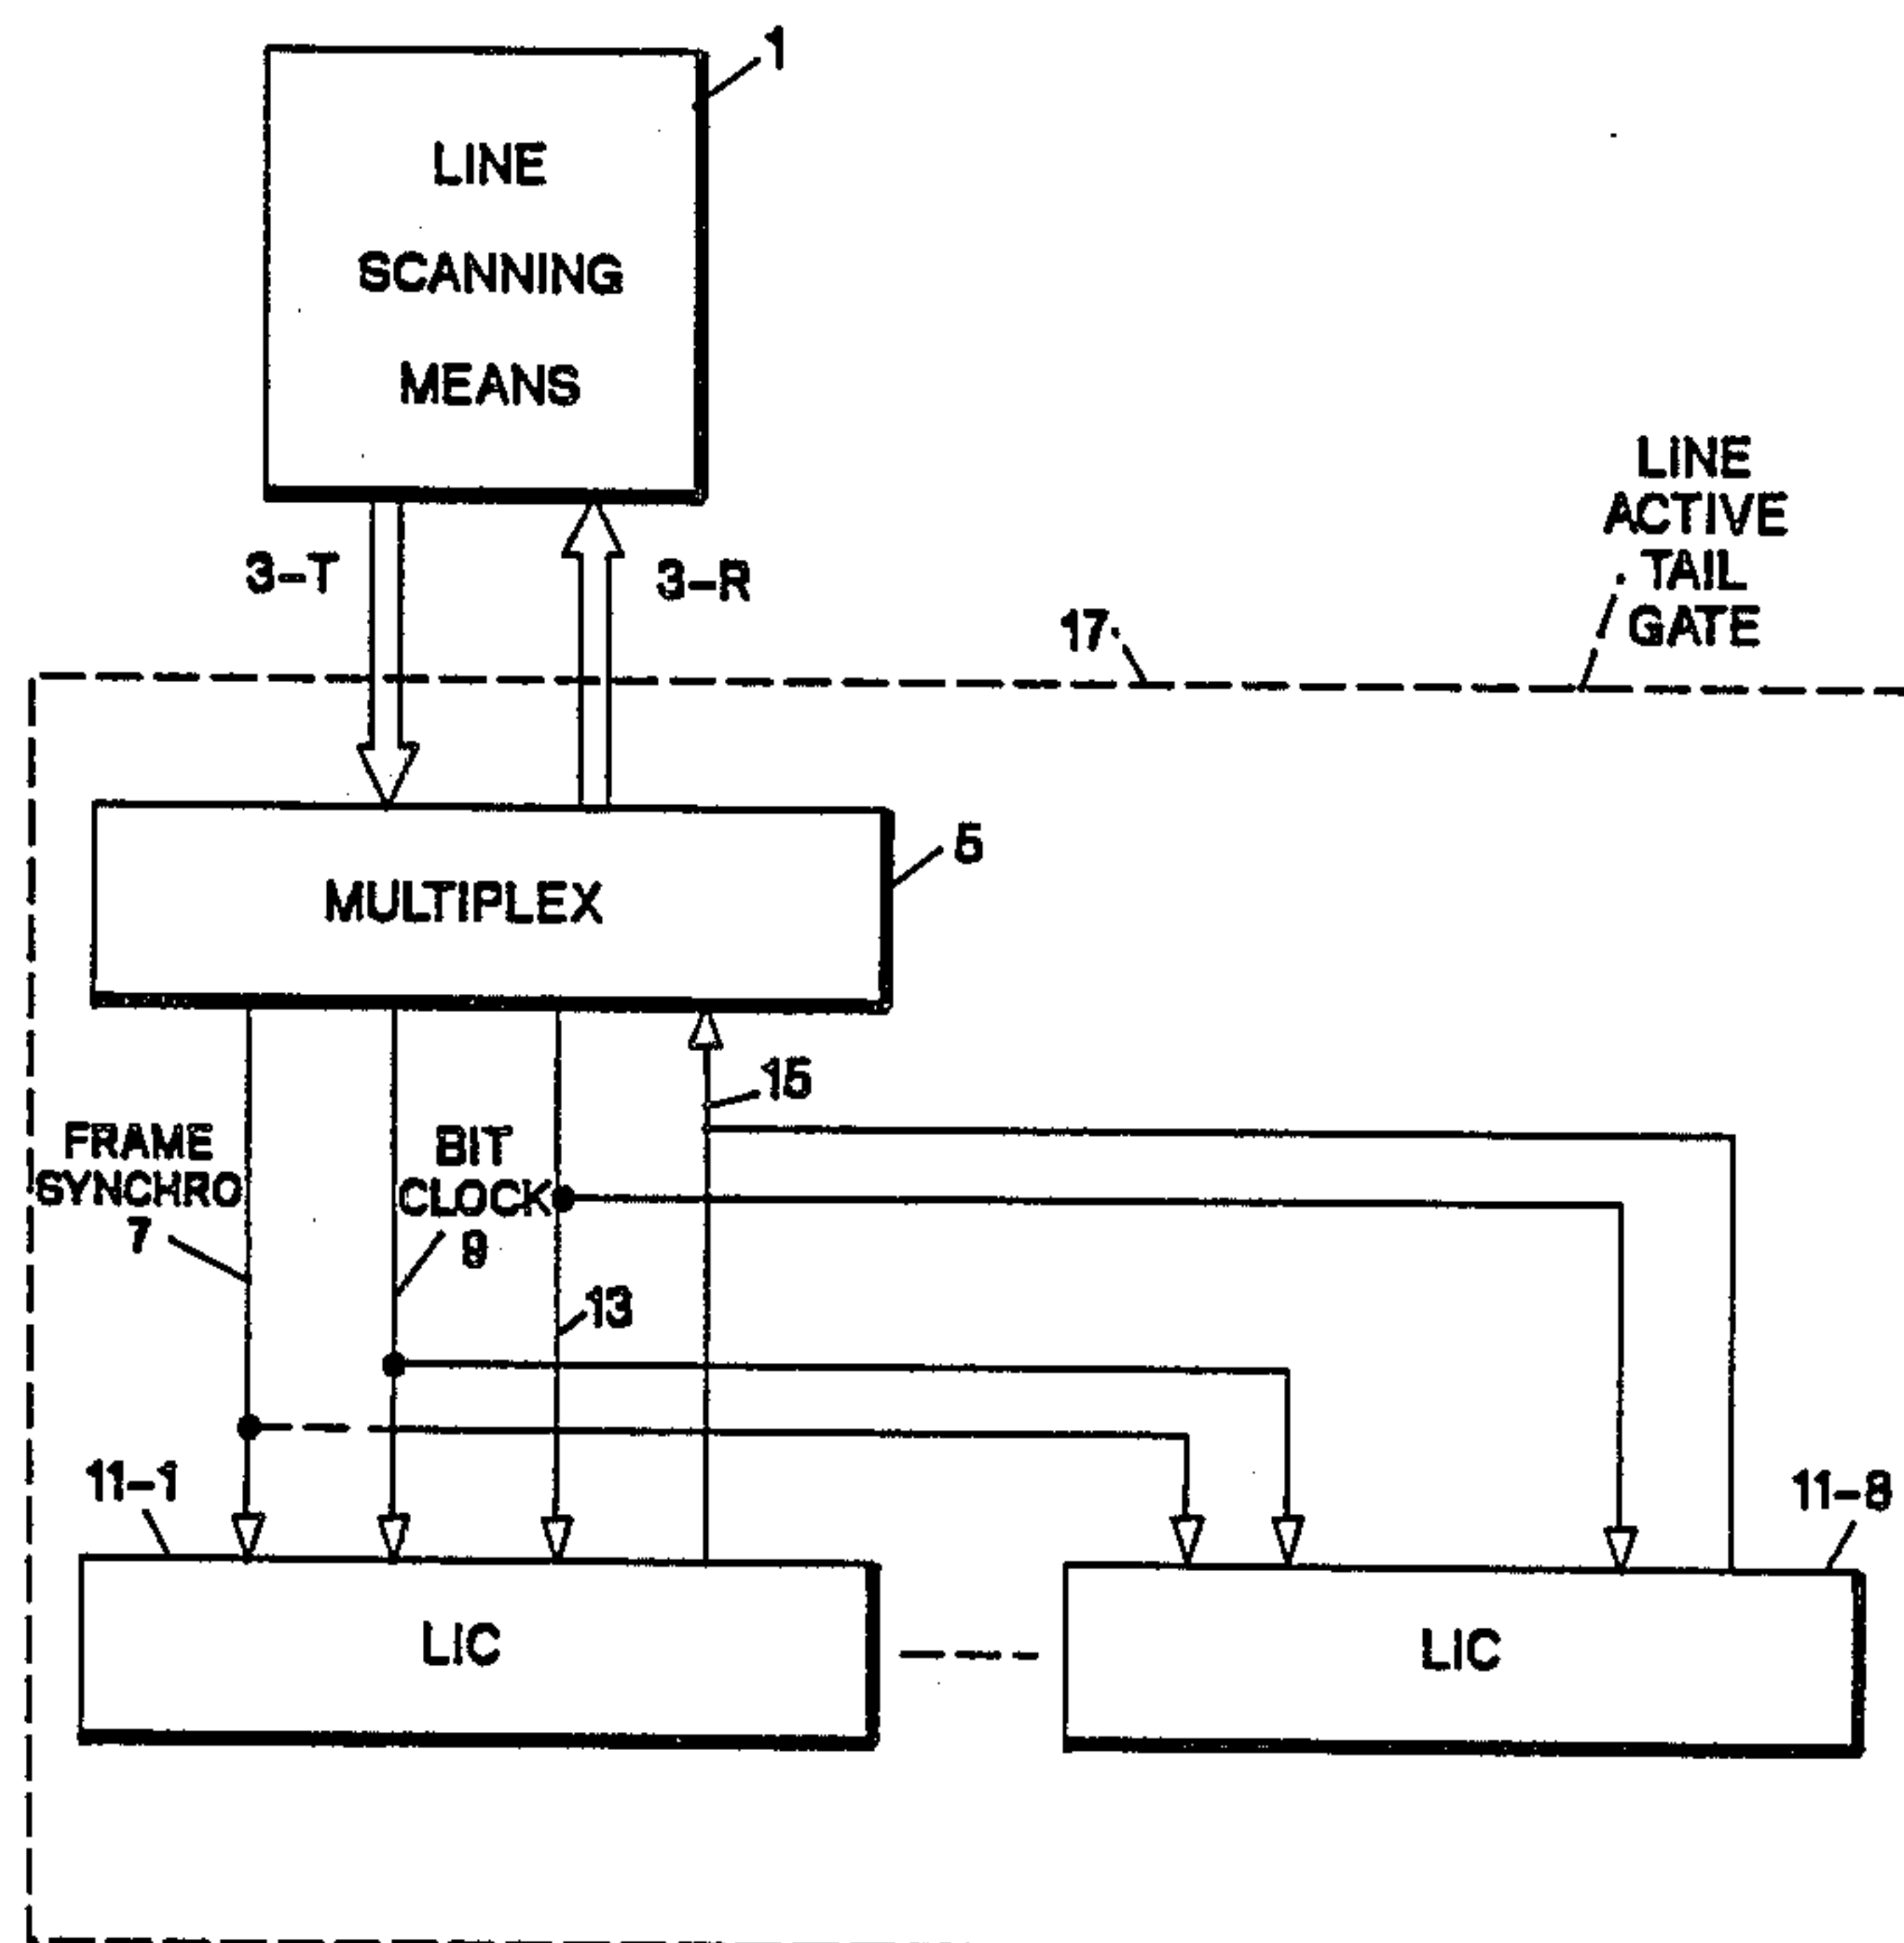 1
LINE
SCANNING
MEANS
3-T
3-R
LINE
ACTIVE
TAIL
GATE
17
5
MULTIPLEX
15
FRAME
SYNCHRO
7
BIT
CLOCK
9
13
11-1
11-8
LIC
LIC